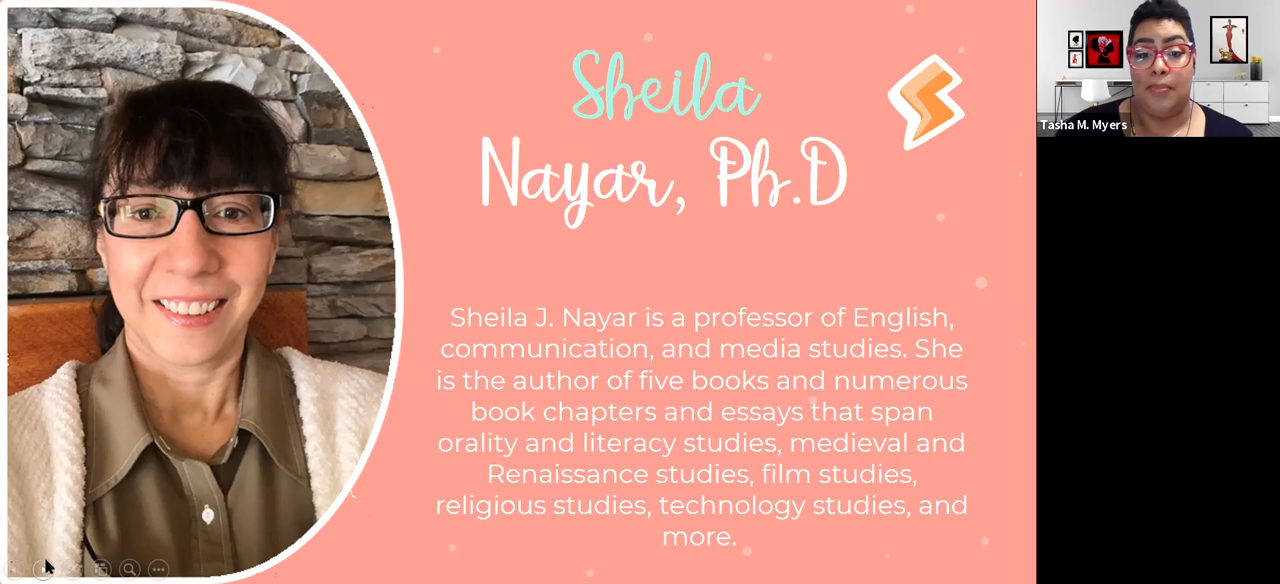 Sheila
Nayar, Ph.D
Sheila J. Nayar is a professor of English,
communication, and media studies. She
is the author of five books and numerous
book chapters and essays that span
orality and literacy studies, medieval and
Renaissance studies, film studies,
religious studies, technology studies, and
more.
Tasha M. Myers